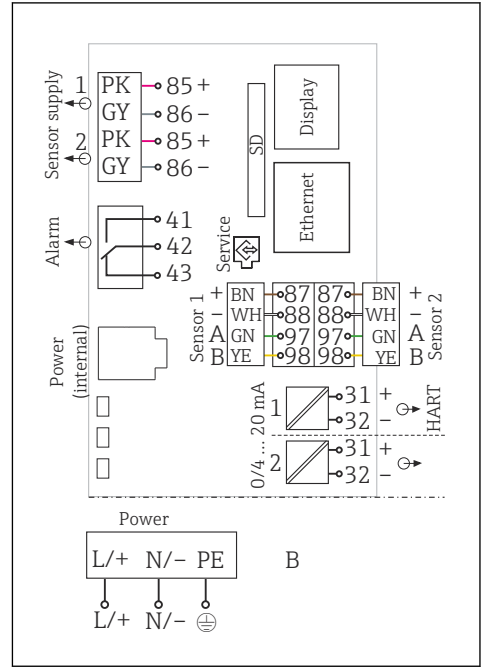 Sensor supply
1 PK 85 +
GY 86 –
2 PK 85 +
GY 86 –
SD
Display
Ethernet
Alarm
41
42
43
Service
Power
(internal)
Sensor 1
+ BN 87 87 BN +
– WH 88 88 WH –
A GN 97 97 GN A
B YE 98 98 YE B
Sensor 2
0/4 ... 20 mA
1 31 +
32 –
HART
2 31 +
32 –
Power
L/+ N/– PE B
L/+ N/–